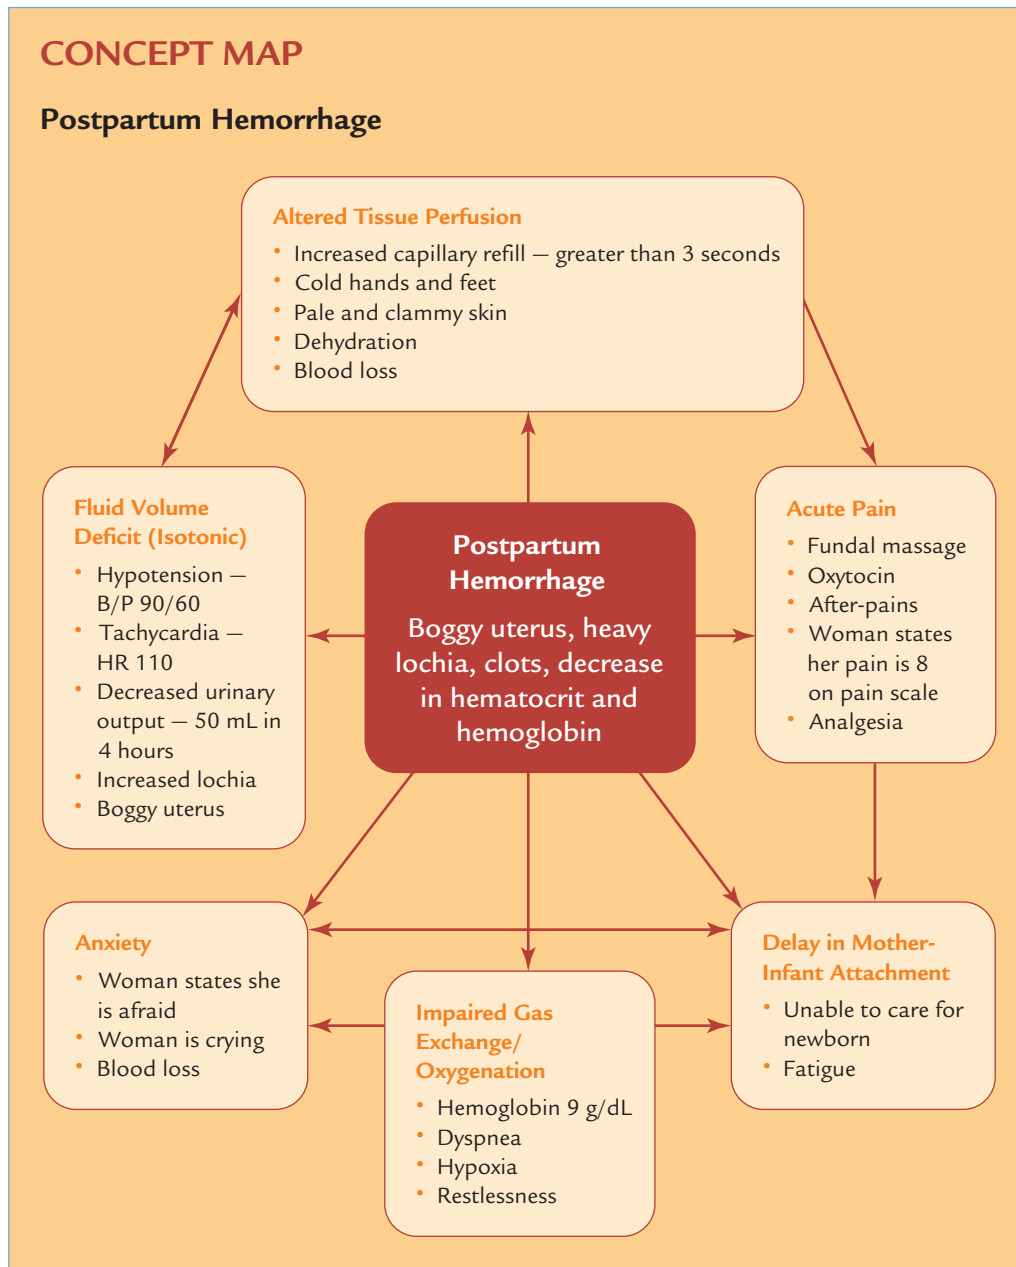 CONCEPT MAP
Postpartum Hemorrhage
Altered Tissue Perfusion
• Increased capillary refill — greater than 3 seconds
• Cold hands and feet
• Pale and clammy skin
• Dehydration
• Blood loss
Fluid Volume
Deficit (Isotonic)
• Hypotension —
B/P 90/60
• Tachycardia —
HR 110
• Decreased urinary
output — 50 mL in
4 hours
• Increased lochia
• Boggy uterus
Postpartum
Hemorrhage
Boggy uterus, heavy
lochia, clots, decrease
in hematocrit and
hemoglobin
Acute Pain
• Fundal massage
• Oxytocin
• After-pains
• Woman states
her pain is 8
on pain scale
• Analgesia
Anxiety
• Woman states she
is afraid
• Woman is crying
• Blood loss
Impaired Gas
Exchange/
Oxygenation
• Hemoglobin 9 g/dL
• Dyspnea
• Hypoxia
• Restlessness
Delay in Mother-
Infant Attachment
• Unable to care for
newborn
• Fatigue